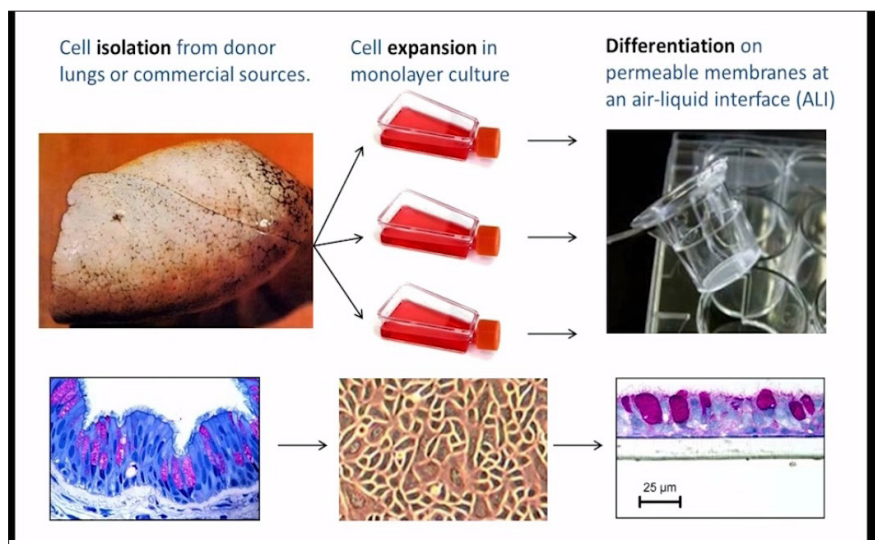 Cell isolation from donor
lungs or commercial sources.
Cell expansion in
monolayer culture
Differentiation on
permeable membranes at
an air-liquid interface (ALI)
25 µm